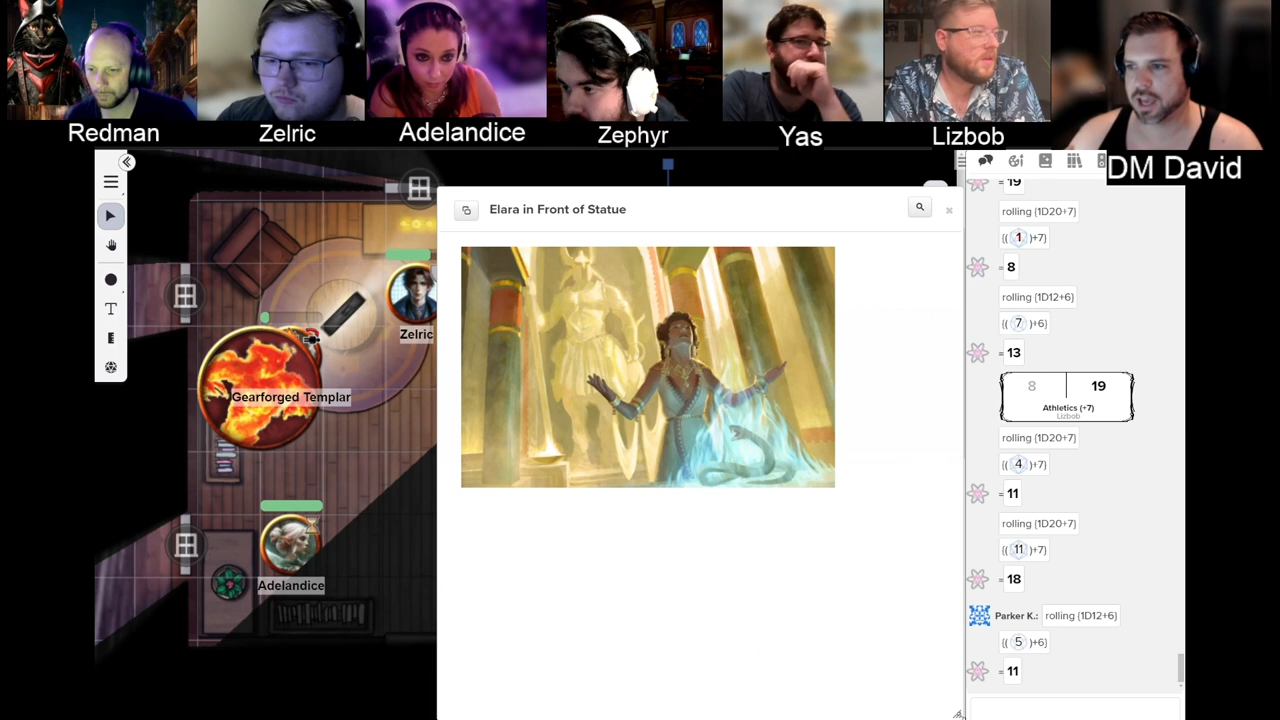 Redman
Zelric
Adelandice
Zephyr
Yas
Lizbob
DM David
Elara in Front of Statue
Zelric
Gearforged Templar
Adelandice
T
E
= 19
rolling {1D20+7}
{( 1 )+7}
= 8
rolling {1D12+6}
{( 7 )+6}
= 13
8 19
Athletics (+7)
Lizbob
rolling {1D20+7}
{( 4 )+7}
= 11
rolling {1D20+7}
{( 11 )+7}
= 18
Parker K.: rolling {1D12+6}
{( 5 )+6}
= 11